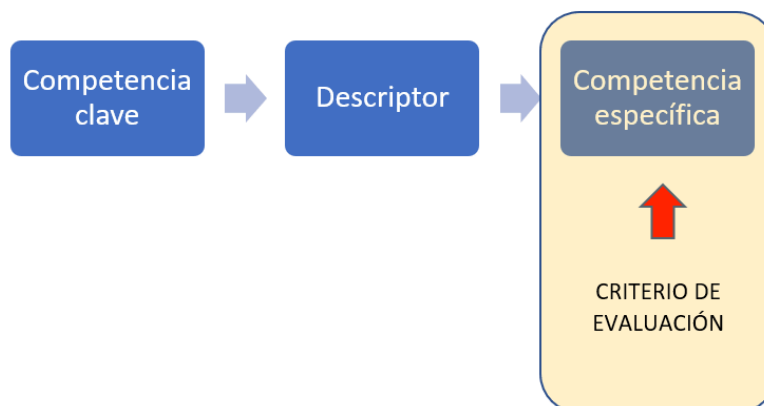 Competencia
clave
Descriptor
Competencia
específica
CRITERIO DE
EVALUACIÓN